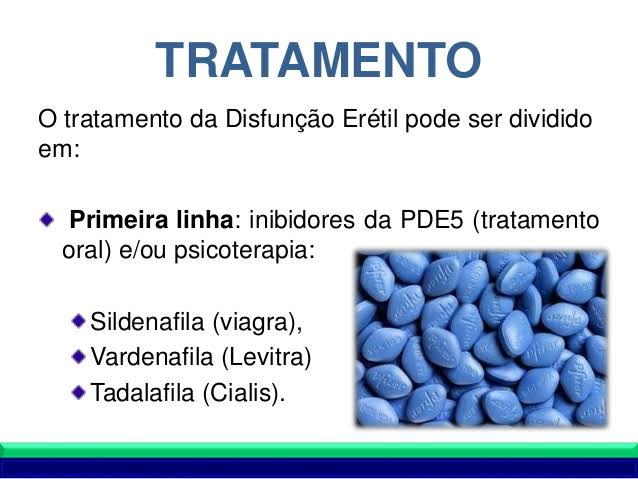 TRATAMENTO
O tratamento da Disfunção Erétil pode ser dividido
em:
Primeira linha: inibidores da PDE5 (tratamento
oral) e/ou psicoterapia:
Sildenafila (viagra),
Vardenafila (Levitra)
Tadalafila (Cialis).
Pfizer